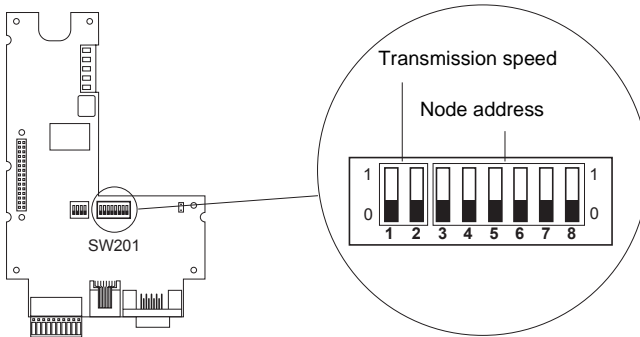 Transmission speed
Node address
1 1
0 0
1 2 3 4 5 6 7 8
SW201